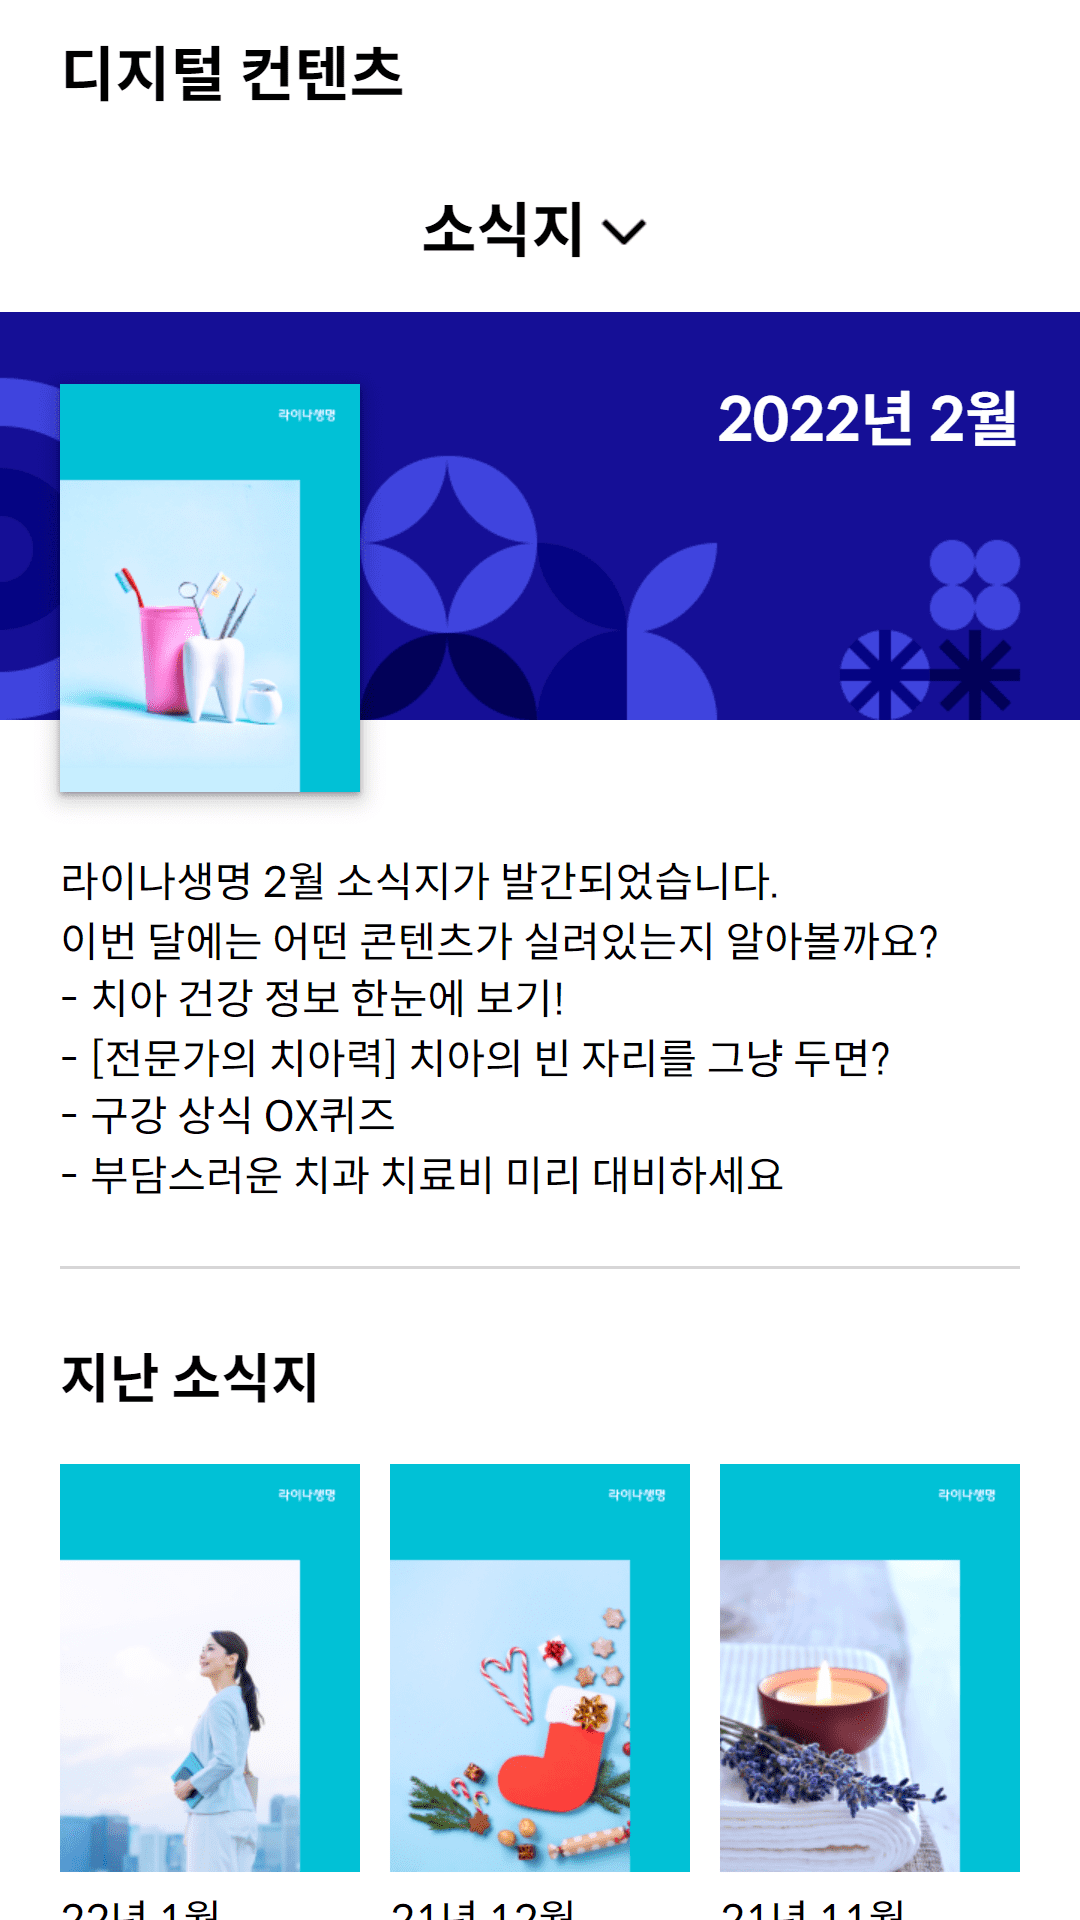 디지털 컨텐츠
소식지
라이나생명
2022년 2월
라이나생명 2월 소식지가 발간되었습니다.
이번 달에는 어떤 콘텐츠가 실려있는지 알아볼까요?
- 치아 건강 정보 한눈에 보기!
- [전문가의 치아력] 치아의 빈 자리를 그냥 두면?
- 구강 상식 OX퀴즈
- 부담스러운 치과 치료비 미리 대비하세요
지난 소식지
라이나생명
라이나생명
라이나생명
22년 1월
21년 12월
21년 11월